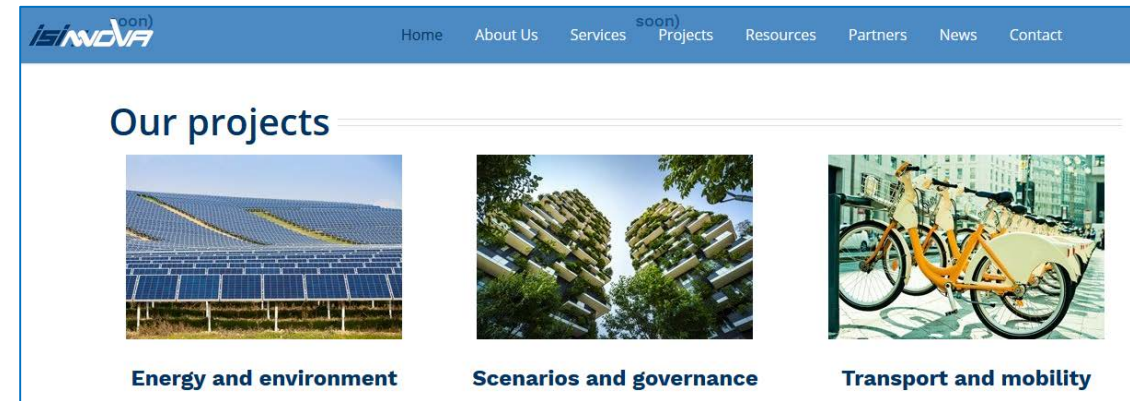 oon)
soon)
isinnova
Home About Us Services Projects Resources Partners News Contact
Our projects
Energy and environment Scenarios and governance Transport and mobility